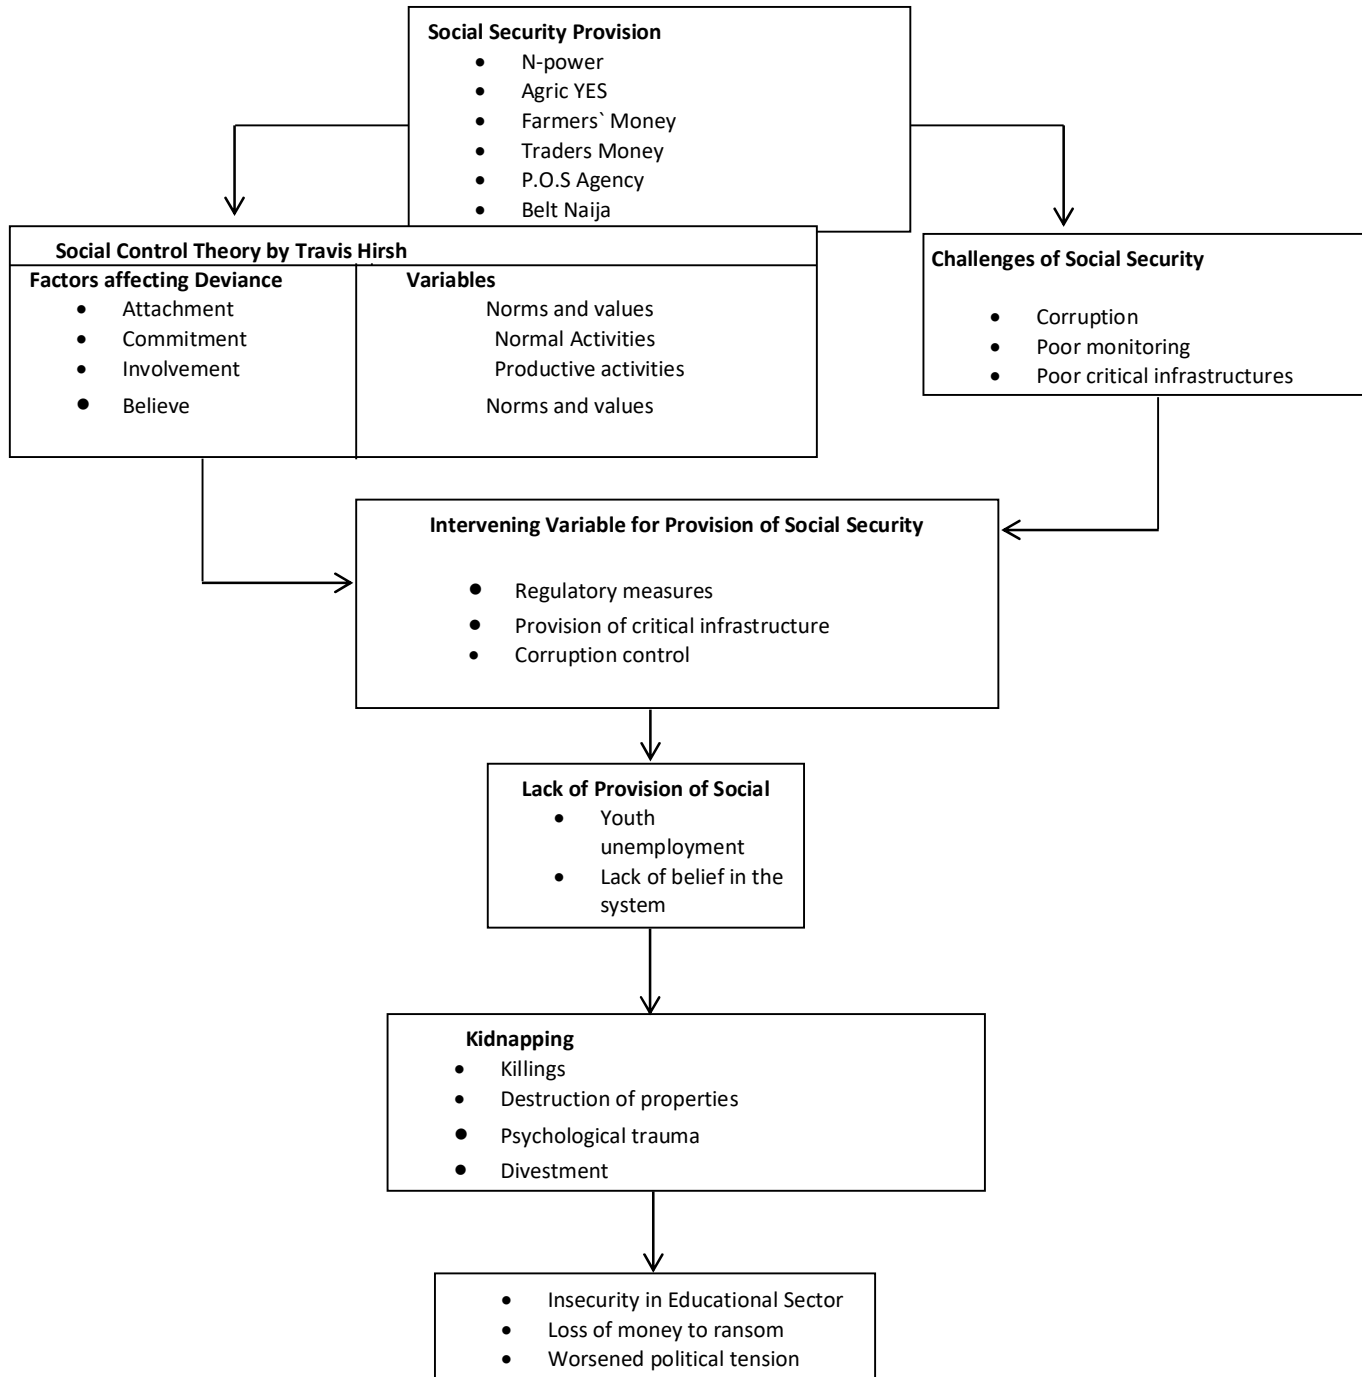 Social Security Provision
• N-power
• Agric YES
• Farmers` Money
• Traders Money
• P.O.S Agency
• Belt Naija
Social Control Theory by Travis Hirsh
Factors affecting Deviance Variables
• Attachment Norms and values
• Commitment Normal Activities
• Involvement Productive activities
• Believe Norms and values
Challenges of Social Security
• Corruption
• Poor monitoring
• Poor critical infrastructures
Intervening Variable for Provision of Social Security
• Regulatory measures
• Provision of critical infrastructure
• Corruption control
Lack of Provision of Social
• Youth
unemployment
• Lack of belief in the
system
Kidnapping
• Killings
• Destruction of properties
• Psychological trauma
• Divestment
• Insecurity in Educational Sector
• Loss of money to ransom
• Worsened political tension